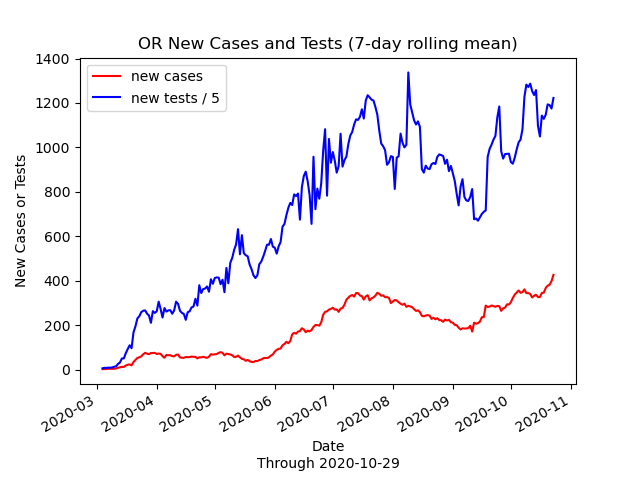 OR New Cases and Tests (7-day rolling mean)
new cases
new tests / 5
New Cases or Tests
1400
1200
1000
800
600
400
200
0
2020-03
2020-04
2020-05
2020-06
2020-07
2020-08
2020-09
2020-10
2020-11
Date
Through 2020-10-29